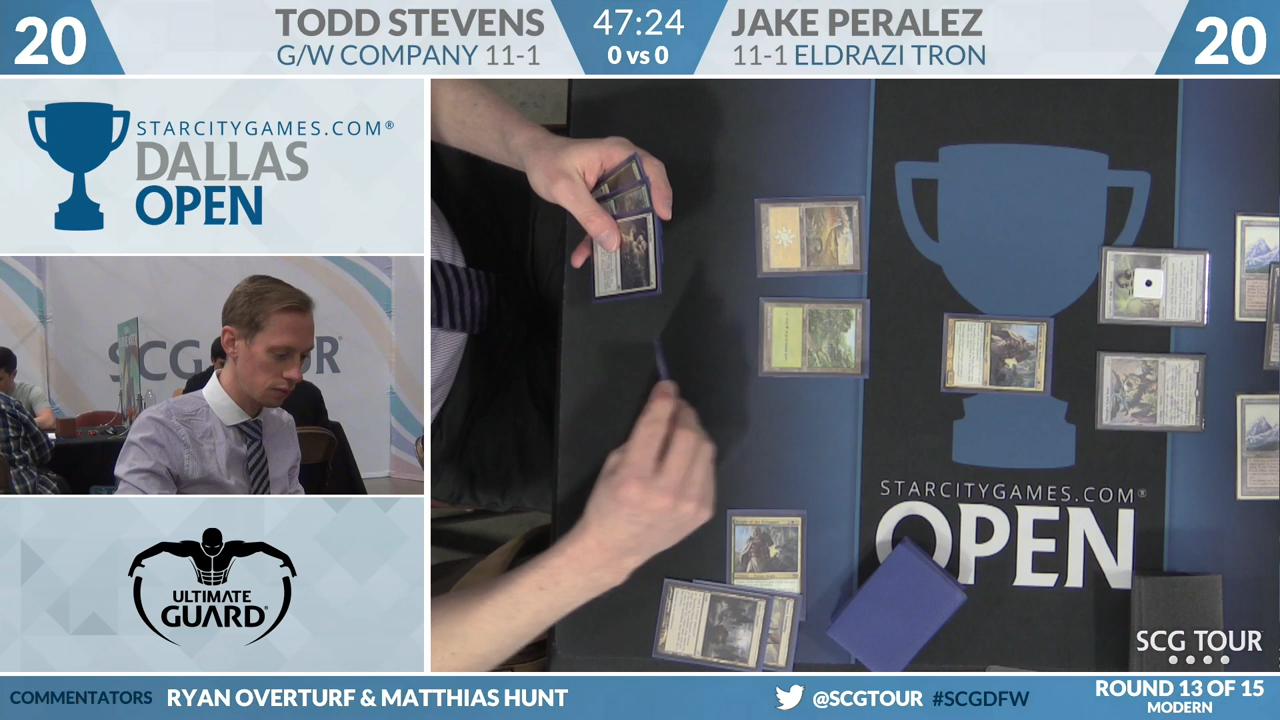 20
TODD STEVENS
G/W COMPANY 11-1
47:24
0 vs 0
JAKE PERALEZ
11-1 ELDRAZI TRON
20
STARCITYGAMES.COM®
DALLAS
OPEN
SCG TOUR
ULTIMATE
GUARD
STARCITYGAMES.COM®
OPEN
SCG TOUR
COMMENTATORS RYAN OVERTURF & MATTHIAS HUNT
@SCGTOUR #SCGDFW
ROUND 13 OF 15
MODERN